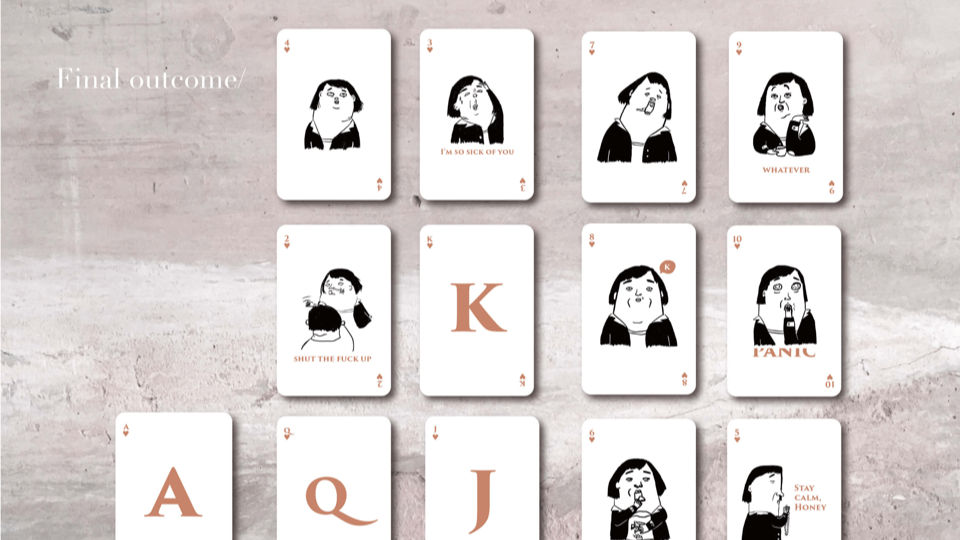 Final outcome/
4
4
3
I'M SO SICK OF YOU
3
7
7
9
WHATEVER
9
2
SHUT THE FUCK UP
2
K
K
K
8
K
8
10
PANIC
10
A
A
Q
Q
J
J
6
5
STAY
CALM,
HONEY